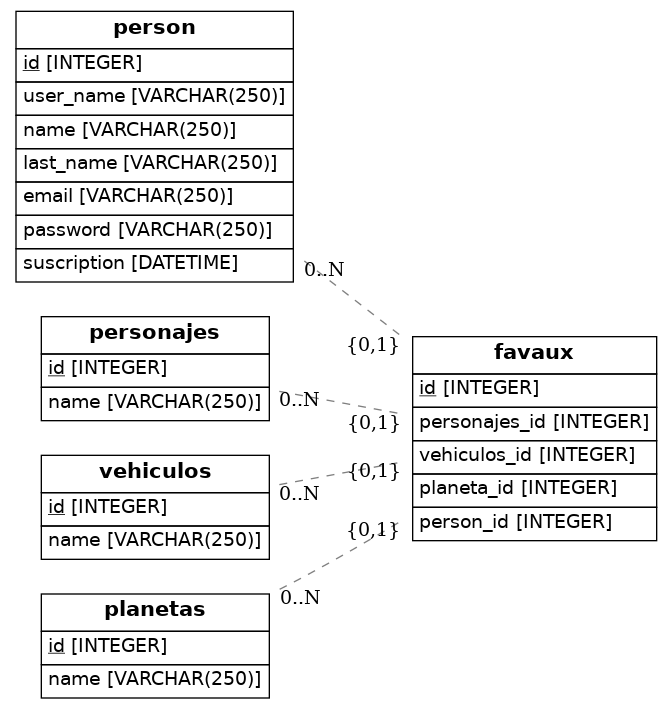 person
id [INTEGER]
user_name [VARCHAR(250)]
name [VARCHAR(250)]
last_name [VARCHAR(250)]
email [VARCHAR(250)]
password [VARCHAR(250)]
suscription [DATETIME]
0..N
{0,1}
personajes
id [INTEGER]
name [VARCHAR(250)]
0..N
{0,1}
vehiculos
id [INTEGER]
name [VARCHAR(250)]
0..N
{0,1}
planetas
id [INTEGER]
name [VARCHAR(250)]
0..N
{0,1}
favaux
id [INTEGER]
personajes_id [INTEGER]
vehiculos_id [INTEGER]
planeta_id [INTEGER]
person_id [INTEGER]